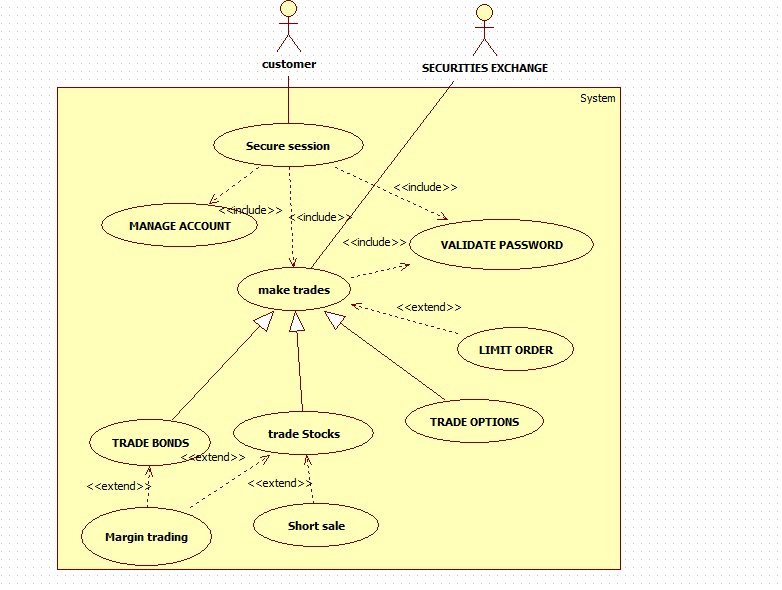 customer
SECURITIES EXCHANGE
System
Secure session
<<include>>
<<include>>
<<include>>
MANAGE ACCOUNT
<<include>>
VALIDATE PASSWORD
make trades
<<extend>>
LIMIT ORDER
TRADE OPTIONS
trade Stocks
TRADE BONDS
<<extend>>
<<extend>>
<<extend>>
Margin trading
Short sale